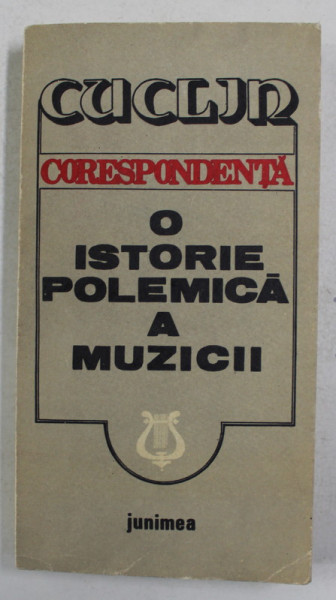 CUCLIN
CORESPONDENȚĂ
O
ISTORIE
POLEMICĂ
A
MUZICII
junimea